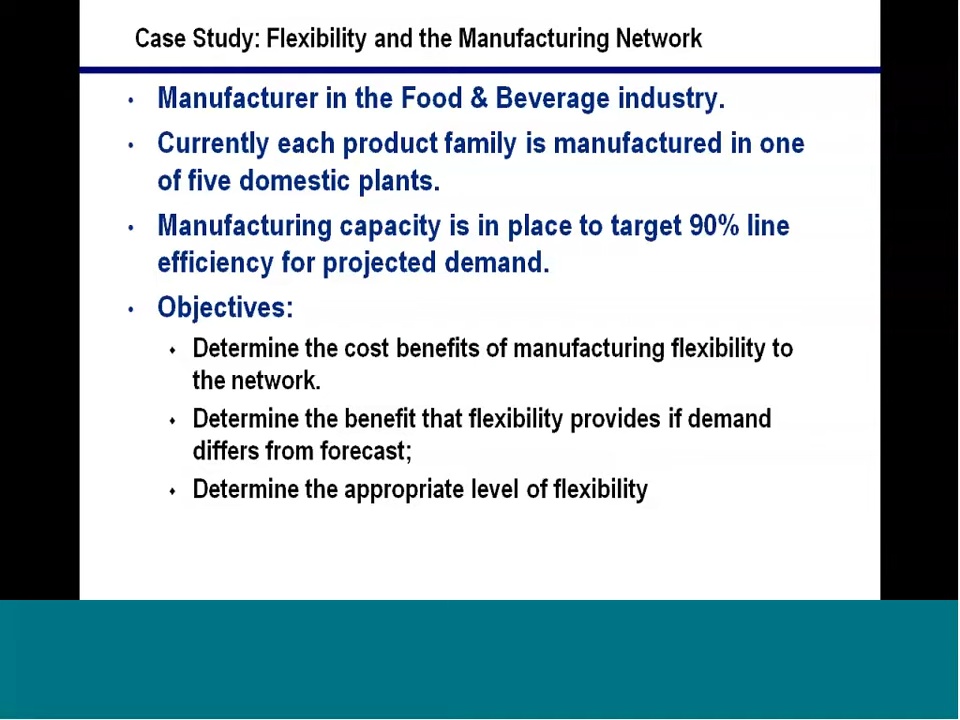 Case Study: Flexibility and the Manufacturing Network
• Manufacturer in the Food & Beverage industry.
• Currently each product family is manufactured in one
of five domestic plants.
• Manufacturing capacity is in place to target 90% line
efficiency for projected demand.
• Objectives:
♦ Determine the cost benefits of manufacturing flexibility to
the network.
♦ Determine the benefit that flexibility provides if demand
differs from forecast;
♦ Determine the appropriate level of flexibility